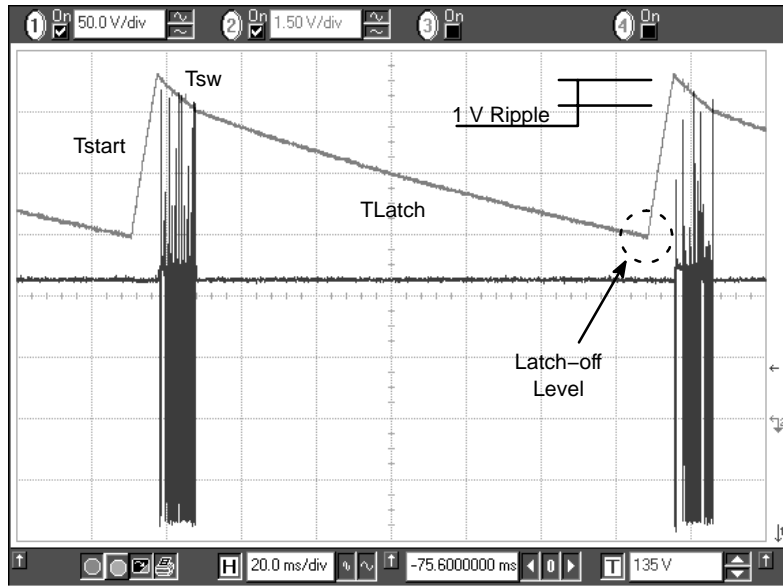 1 On 50.0 V/div 2 On 1.50 V/div 3 On 4 On
Tsw
1 V Ripple
Tstart
TLatch
Latch−off
Level
H 20.0 ms/div -75.6000000 ms 0 T 135 V